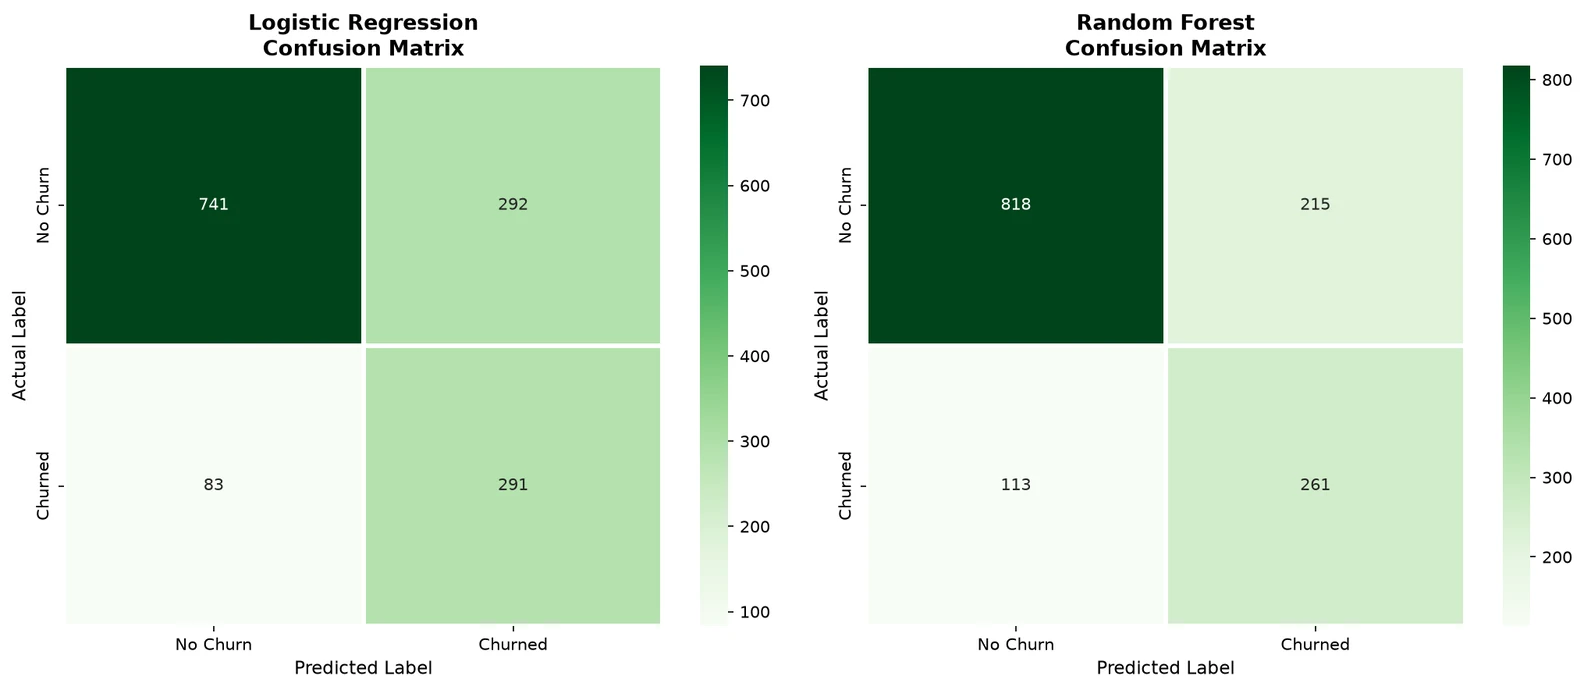 Logistic Regression
Confusion Matrix
No Churn
741
292
Churned
83
291
Actual Label
No Churn
Churned
Predicted Label
700
600
500
400
300
200
100
Random Forest
Confusion Matrix
No Churn
818
215
Churned
113
261
Actual Label
No Churn
Churned
Predicted Label
800
700
600
500
400
300
200